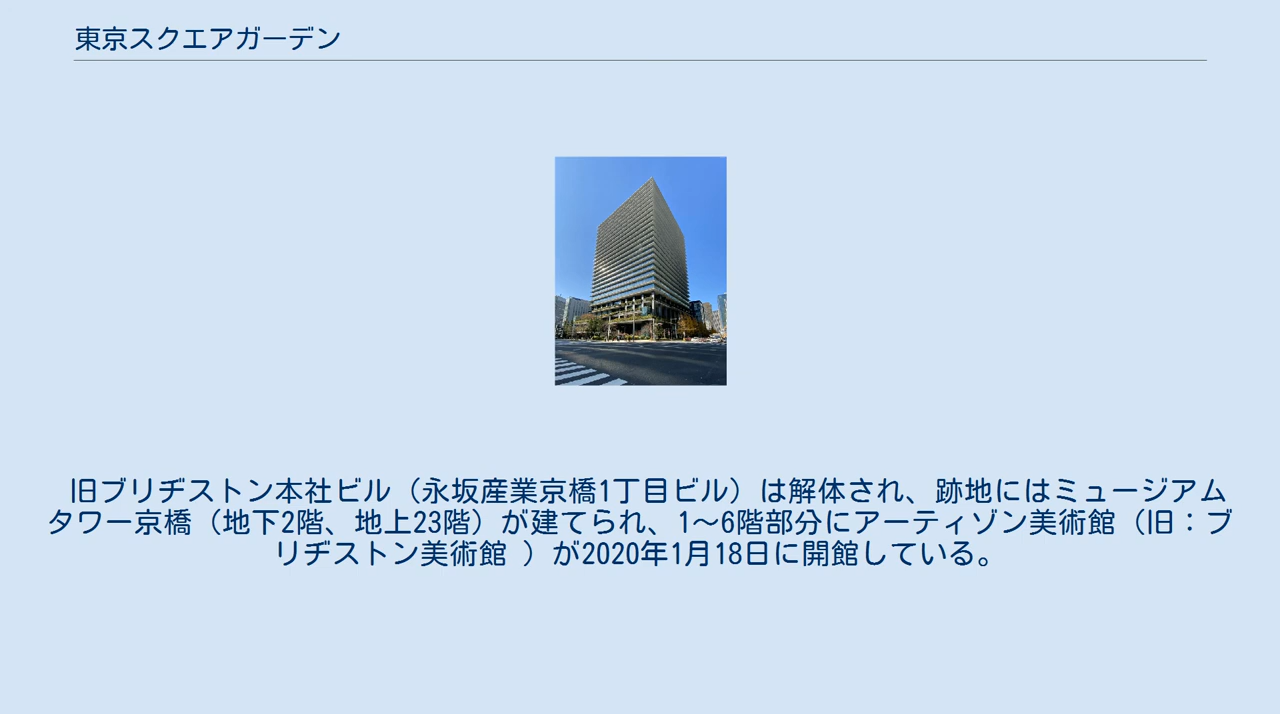 東京スクエアガーデン
旧ブリヂストン本社ビル（永坂産業京橋1丁目ビル）は解体され、跡地にはミュージアム
タワー京橋（地下2階、地上23階）が建てられ、1～6階部分にアーティゾン美術館（旧：ブ
リヂストン美術館 ）が2020年1月18日に開館している。